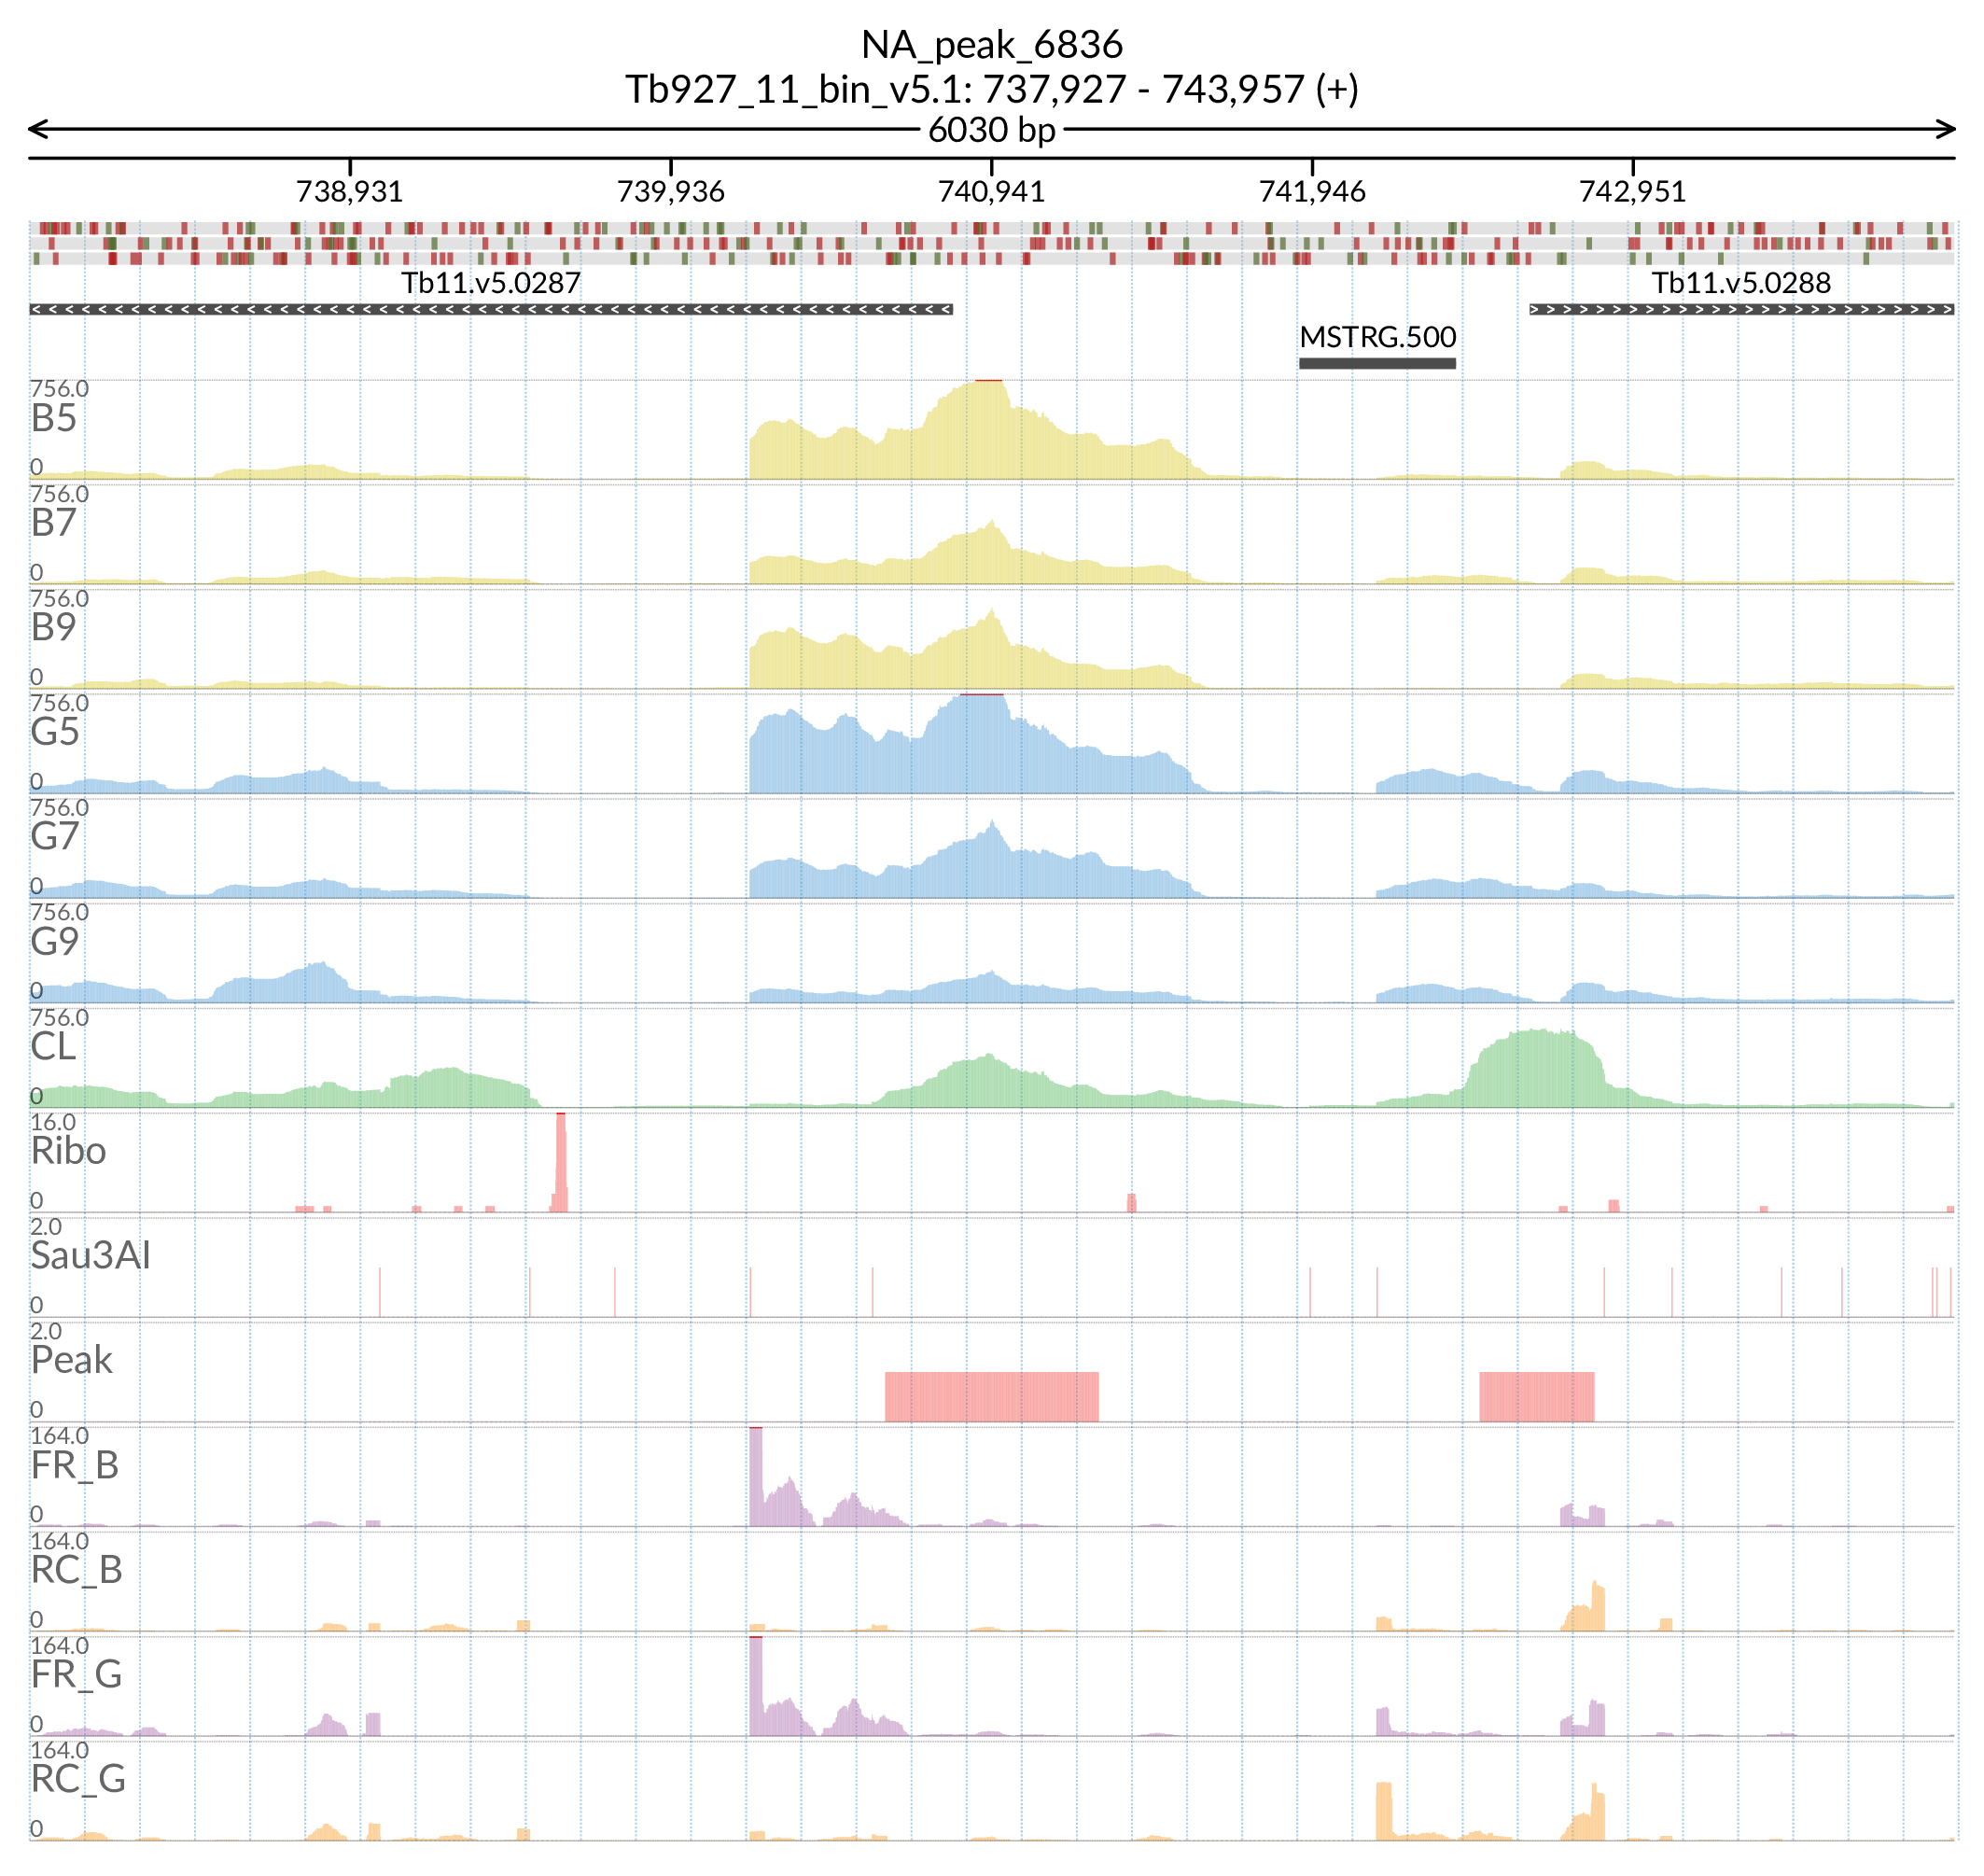 NA_peak_6836
Tb927_11_bin_v5.1: 737,927 - 743,957 (+)
6030 bp
738,931 739,936 740,941 741,946 742,951
Tb11.v5.0287 Tb11.v5.0288
MSTRG.500
756.0
B5
0
756.0
B7
0
756.0
B9
0
756.0
G5
0
756.0
G7
0
756.0
G9
0
756.0
CL
0
16.0
Ribo
0
2.0
Sau3AI
0
2.0
Peak
0
164.0
FR_B
0
164.0
RC_B
0
164.0
FR_G
0
164.0
RC_G
0